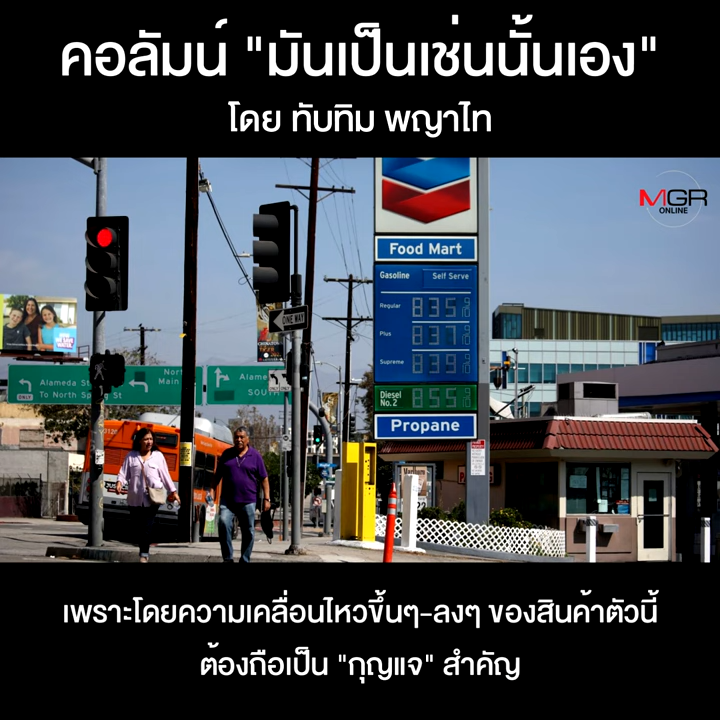 คอลัมน์ "มันเป็นเช่นนั้นเอง"
โดย ทับทิม พญาไท
MGR
ONLINE
Food Mart
Gasoline Self Serve
Regular 835
Plus
Supreme
Diesel
No. 2 855
Propane
ONE WAY
Alameda St
To North Spring St
ONLY
North
Main
Alame
SOUTH
เพราะโดยความเคลื่อนไหวขึ้นๆ-ลงๆ ของสินค้าตัวนี้
ต้องถือเป็น "กุญแจ" สำคัญ